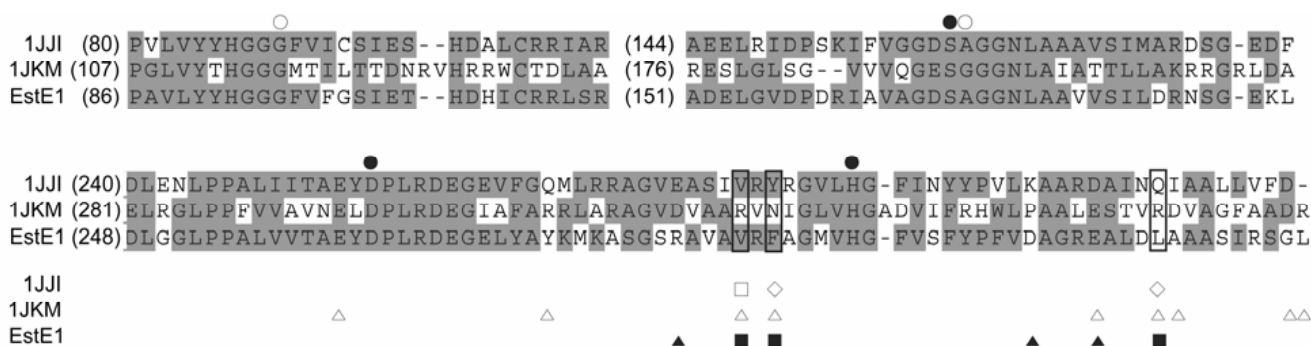 1JJI (80) PVLVYYHGGGFVICSIES--HDALCRRIAR (144) AEELRIDPSKIFVGGDSAGGNLAAAVSIMARDSG-EDF
1JKM (107) PGLVYTHGGGMTILTTDNRVHRRWCTDLAA (176) RESLGLSG--VVVQGESGGGNLAIATTLLAKRRGRLDA
EstE1 (86) PAVLYYHGGGFVFGSIET--HDHICRRLSR (151) ADELGVDPDRIAVAGDSAGGNLAAVVSILDRNSG-EKL
1JJI (240) DLENLPPALIITAEYDPLRDEGEVFGQMLRRAGVEASIVRYRGVLHG-FINYYPVLKAARDAINQIAALLVFD-
1JKM (281) ELRGLPPFVVAVNELDPLRDEGIAFARRLARAGVDVAARVNIGLVHGADVIFRHWLPAALESTVRDVAGFAADR
EstE1 (248) DLGGLPPALVVTAEYDPLRDEGELYAYKMKASGSRAVAVRFAGMVHG-FVSFYPFVDAGREALDLAAASIRSGL
1JJI
1JKM
EstE1